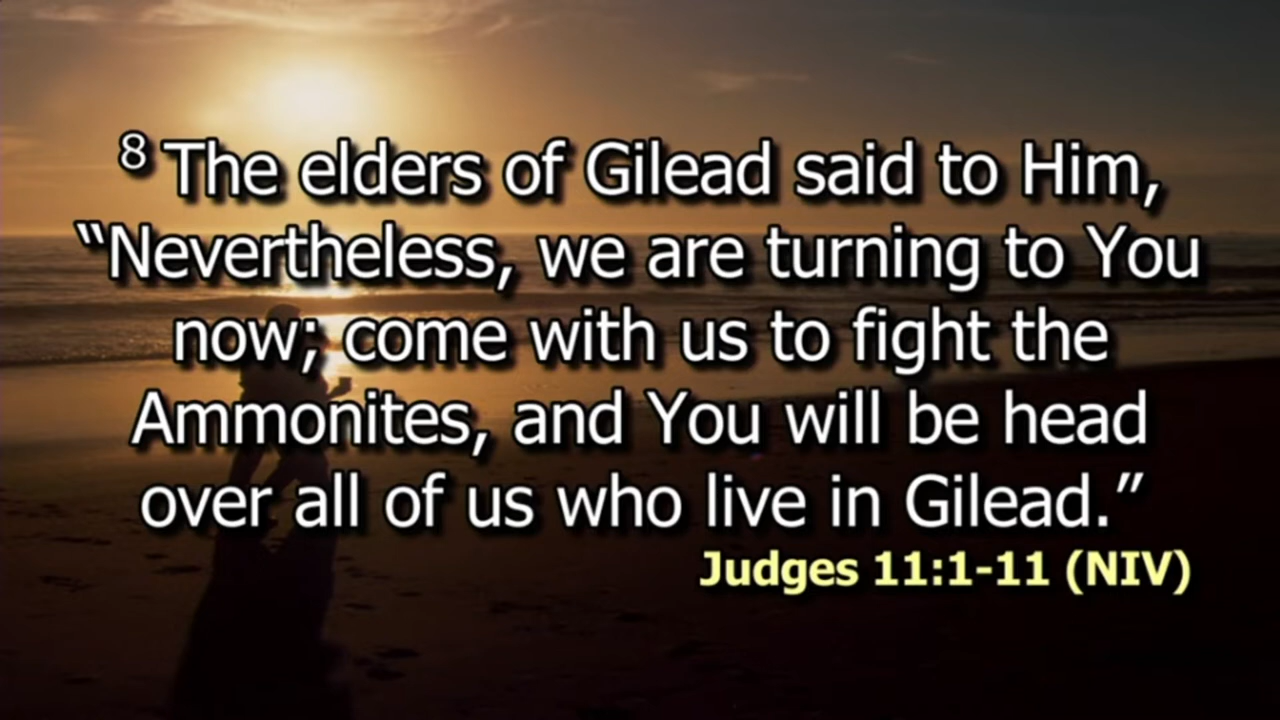 8 The elders of Gilead said to Him,
“Nevertheless, we are turning to You
now; come with us to fight the
Ammonites, and You will be head
over all of us who live in Gilead.”
Judges 11:1-11 (NIV)